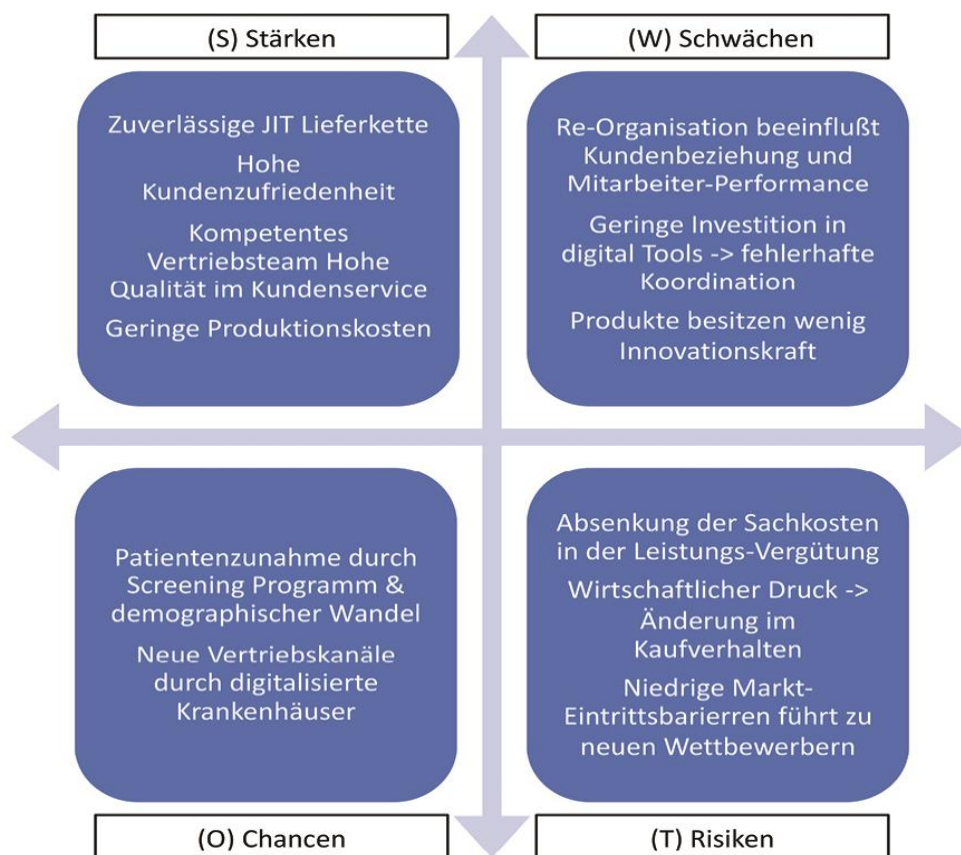 (S) Stärken
Zuverlässige JIT Lieferkette
Hohe
Kundenzufriedenheit
Kompetentes
Vertriebsteam Hohe
Qualität im Kundenservice
Geringe Produktionskosten
(W) Schwächen
Re-Organisation beeinflußt
Kundenbeziehung und
Mitarbeiter-Performance
Geringe Investition in
digital Tools -> fehlerhafte
Koordination
Produkte besitzen wenig
Innovationskraft
Patientenzunahme durch
Screening Programm &
demographischer Wandel
Neue Vertriebskanäle
durch digitalisierte
Krankenhäuser
(O) Chancen
Absenkung der Sachkosten
in der Leistungs-Vergütung
Wirtschaftlicher Druck ->
Änderung im
Kaufverhalten
Niedrige Markt-
Eintrittsbarierren führt zu
neuen Wettbewerbern
(T) Risiken